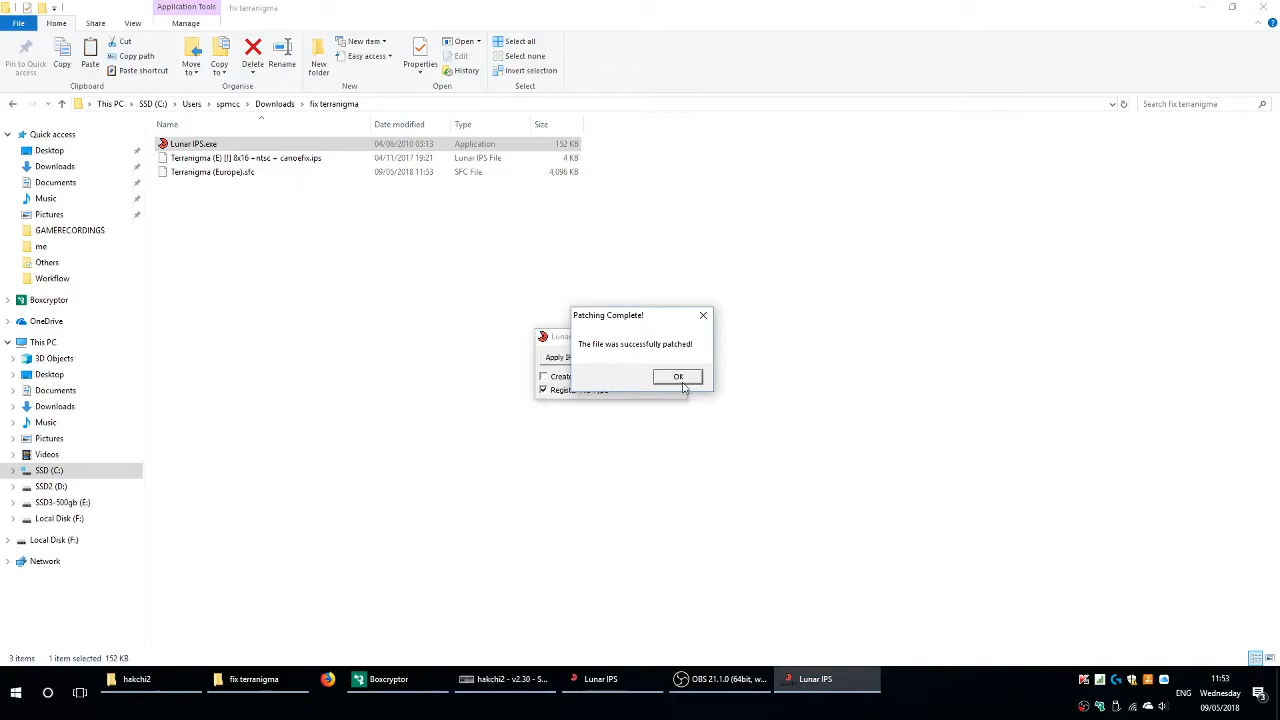 Application Tools
fix terranigma
File
Home
Share
View
Manage
Pin to Quick access
Copy
Paste
Cut
Copy path
Paste shortcut
Clipboard
Move to
Copy to
Delete
Rename
Organise
New folder
New item
Easy access
New
Properties
Open
Edit
History
Open
Select all
Select none
Invert selection
Select
This PC
SSD (C:)
Users
spmcc
Downloads
fix terranigma
Search fix terranigma
Name
Date modified
Type
Size
Lunar IPS.exe
04/06/2010 03:13
Application
152 KB
Terranigma (E) [!] 8x16 +ntsc + canoefix.ips
04/11/2017 19:21
Lunar IPS File
4 KB
Terranigma (Europe).sfc
09/05/2018 11:53
SFC File
4,096 KB
Quick access
Desktop
Downloads
Documents
Music
Pictures
GAMERECORDINGS
me
Others
Workflow
Boxcryptor
OneDrive
This PC
3D Objects
Desktop
Documents
Downloads
Music
Pictures
Videos
SSD (C:)
SSD2 (D:)
SSD3-500gb (E:)
Local Disk (F:)
Local Disk (F:)
Network
Patching Complete!
The file was successfully patched!
OK
3 items
1 item selected 152 KB
hakchi2
fix terranigma
Boxcryptor
hakchi2 - v2.30 - S...
Lunar IPS
OBS 21.1.0 (64bit, w...
Lunar IPS
11:53
ENG
Wednesday
09/05/2018
3